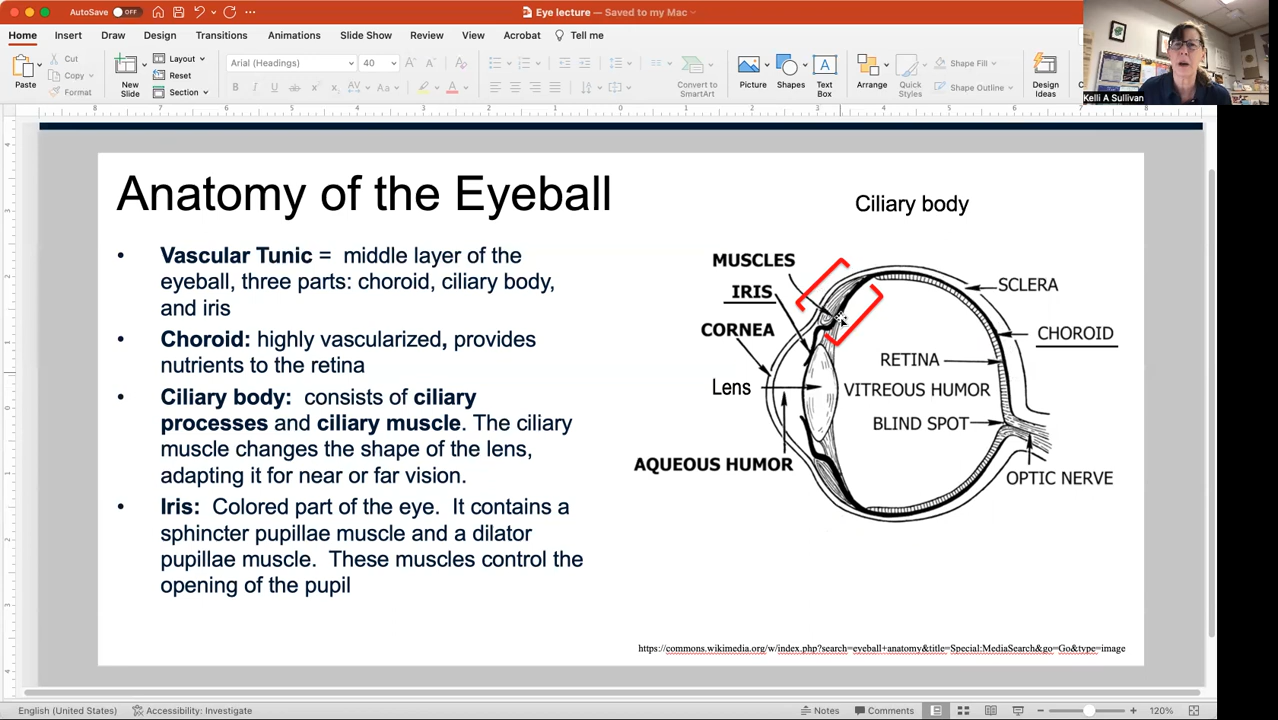 AutoSave OFF
Eye lecture — Saved to my Mac
Home Insert Draw Design Transitions Animations Slide Show Review View Acrobat Tell me
Paste
Cut
Copy
Format
New
Slide
Layout
Reset
Section
Arial (Headings) 40
Convert to
SmartArt
Picture
Shapes
Text
Box
Arrange
Quick
Styles
Shape Fill
Shape Outline
Design
Ideas
Kelli A Sullivan
Anatomy of the Eyeball
• Vascular Tunic = middle layer of the
eyeball, three parts: choroid, ciliary body,
and iris
• Choroid: highly vascularized, provides
nutrients to the retina
• Ciliary body: consists of ciliary
processes and ciliary muscle. The ciliary
muscle changes the shape of the lens,
adapting it for near or far vision.
• Iris: Colored part of the eye. It contains a
sphincter pupillae muscle and a dilator
pupillae muscle. These muscles control the
opening of the pupil
Ciliary body
MUSCLES
IRIS
CORNEA
Lens
AQUEOUS HUMOR
SCLERA
CHOROID
RETINA
VITREOUS HUMOR
BLIND SPOT
OPTIC NERVE
https://commons.wikimedia.org/w/index.php?search=eyeball+anatomy&title=Special:MediaSearch&go=Go&type=image
English (United States) Accessibility: Investigate
Notes Comments 120%